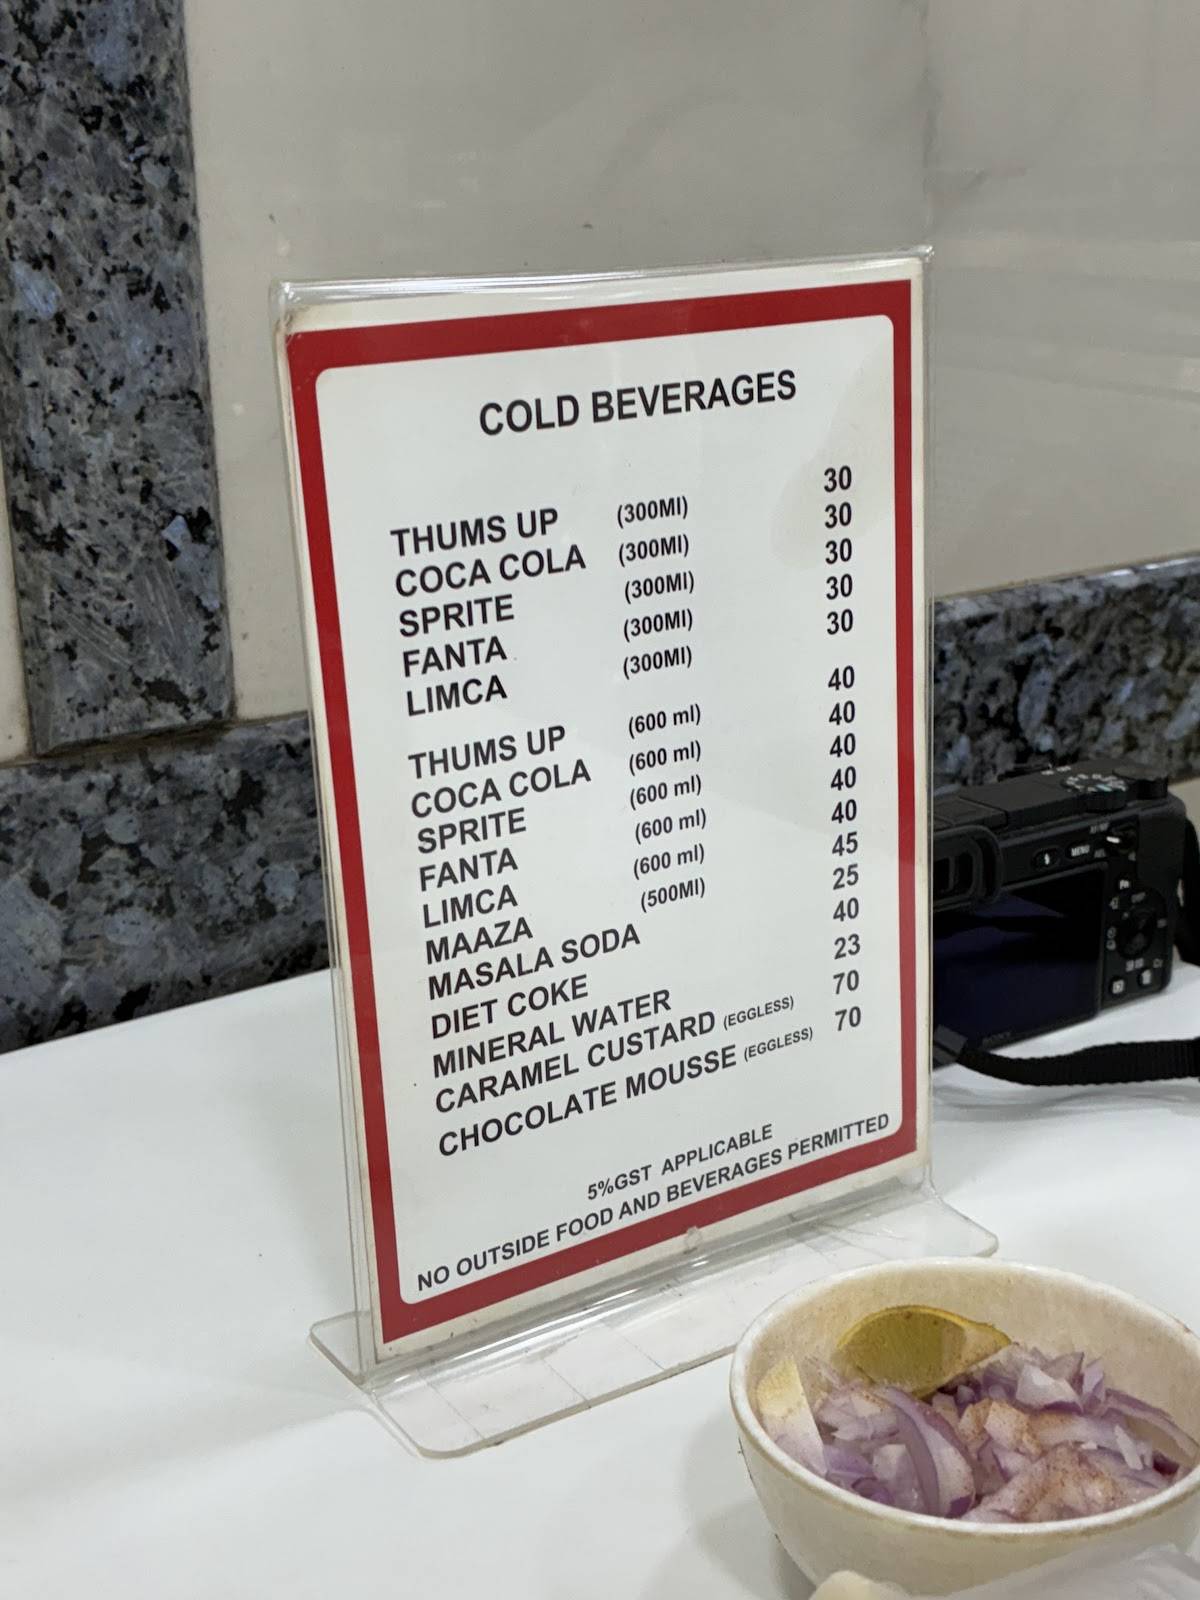 COLD BEVERAGES
THUMS UP (300Ml) 30
COCA COLA (300Ml) 30
SPRITE (300Ml) 30
FANTA (300Ml) 30
LIMCA (300Ml) 30
THUMS UP (600 ml) 40
COCA COLA (600 ml) 40
SPRITE (600 ml) 40
FANTA (600 ml) 40
LIMCA (600 ml) 40
MAAZA (500Ml) 45
MASALA SODA 25
DIET COKE 40
MINERAL WATER 23
CARAMEL CUSTARD (EGGLESS) 70
CHOCOLATE MOUSSE (EGGLESS) 70
5%GST APPLICABLE
NO OUTSIDE FOOD AND BEVERAGES PERMITTED
MENU
SONY